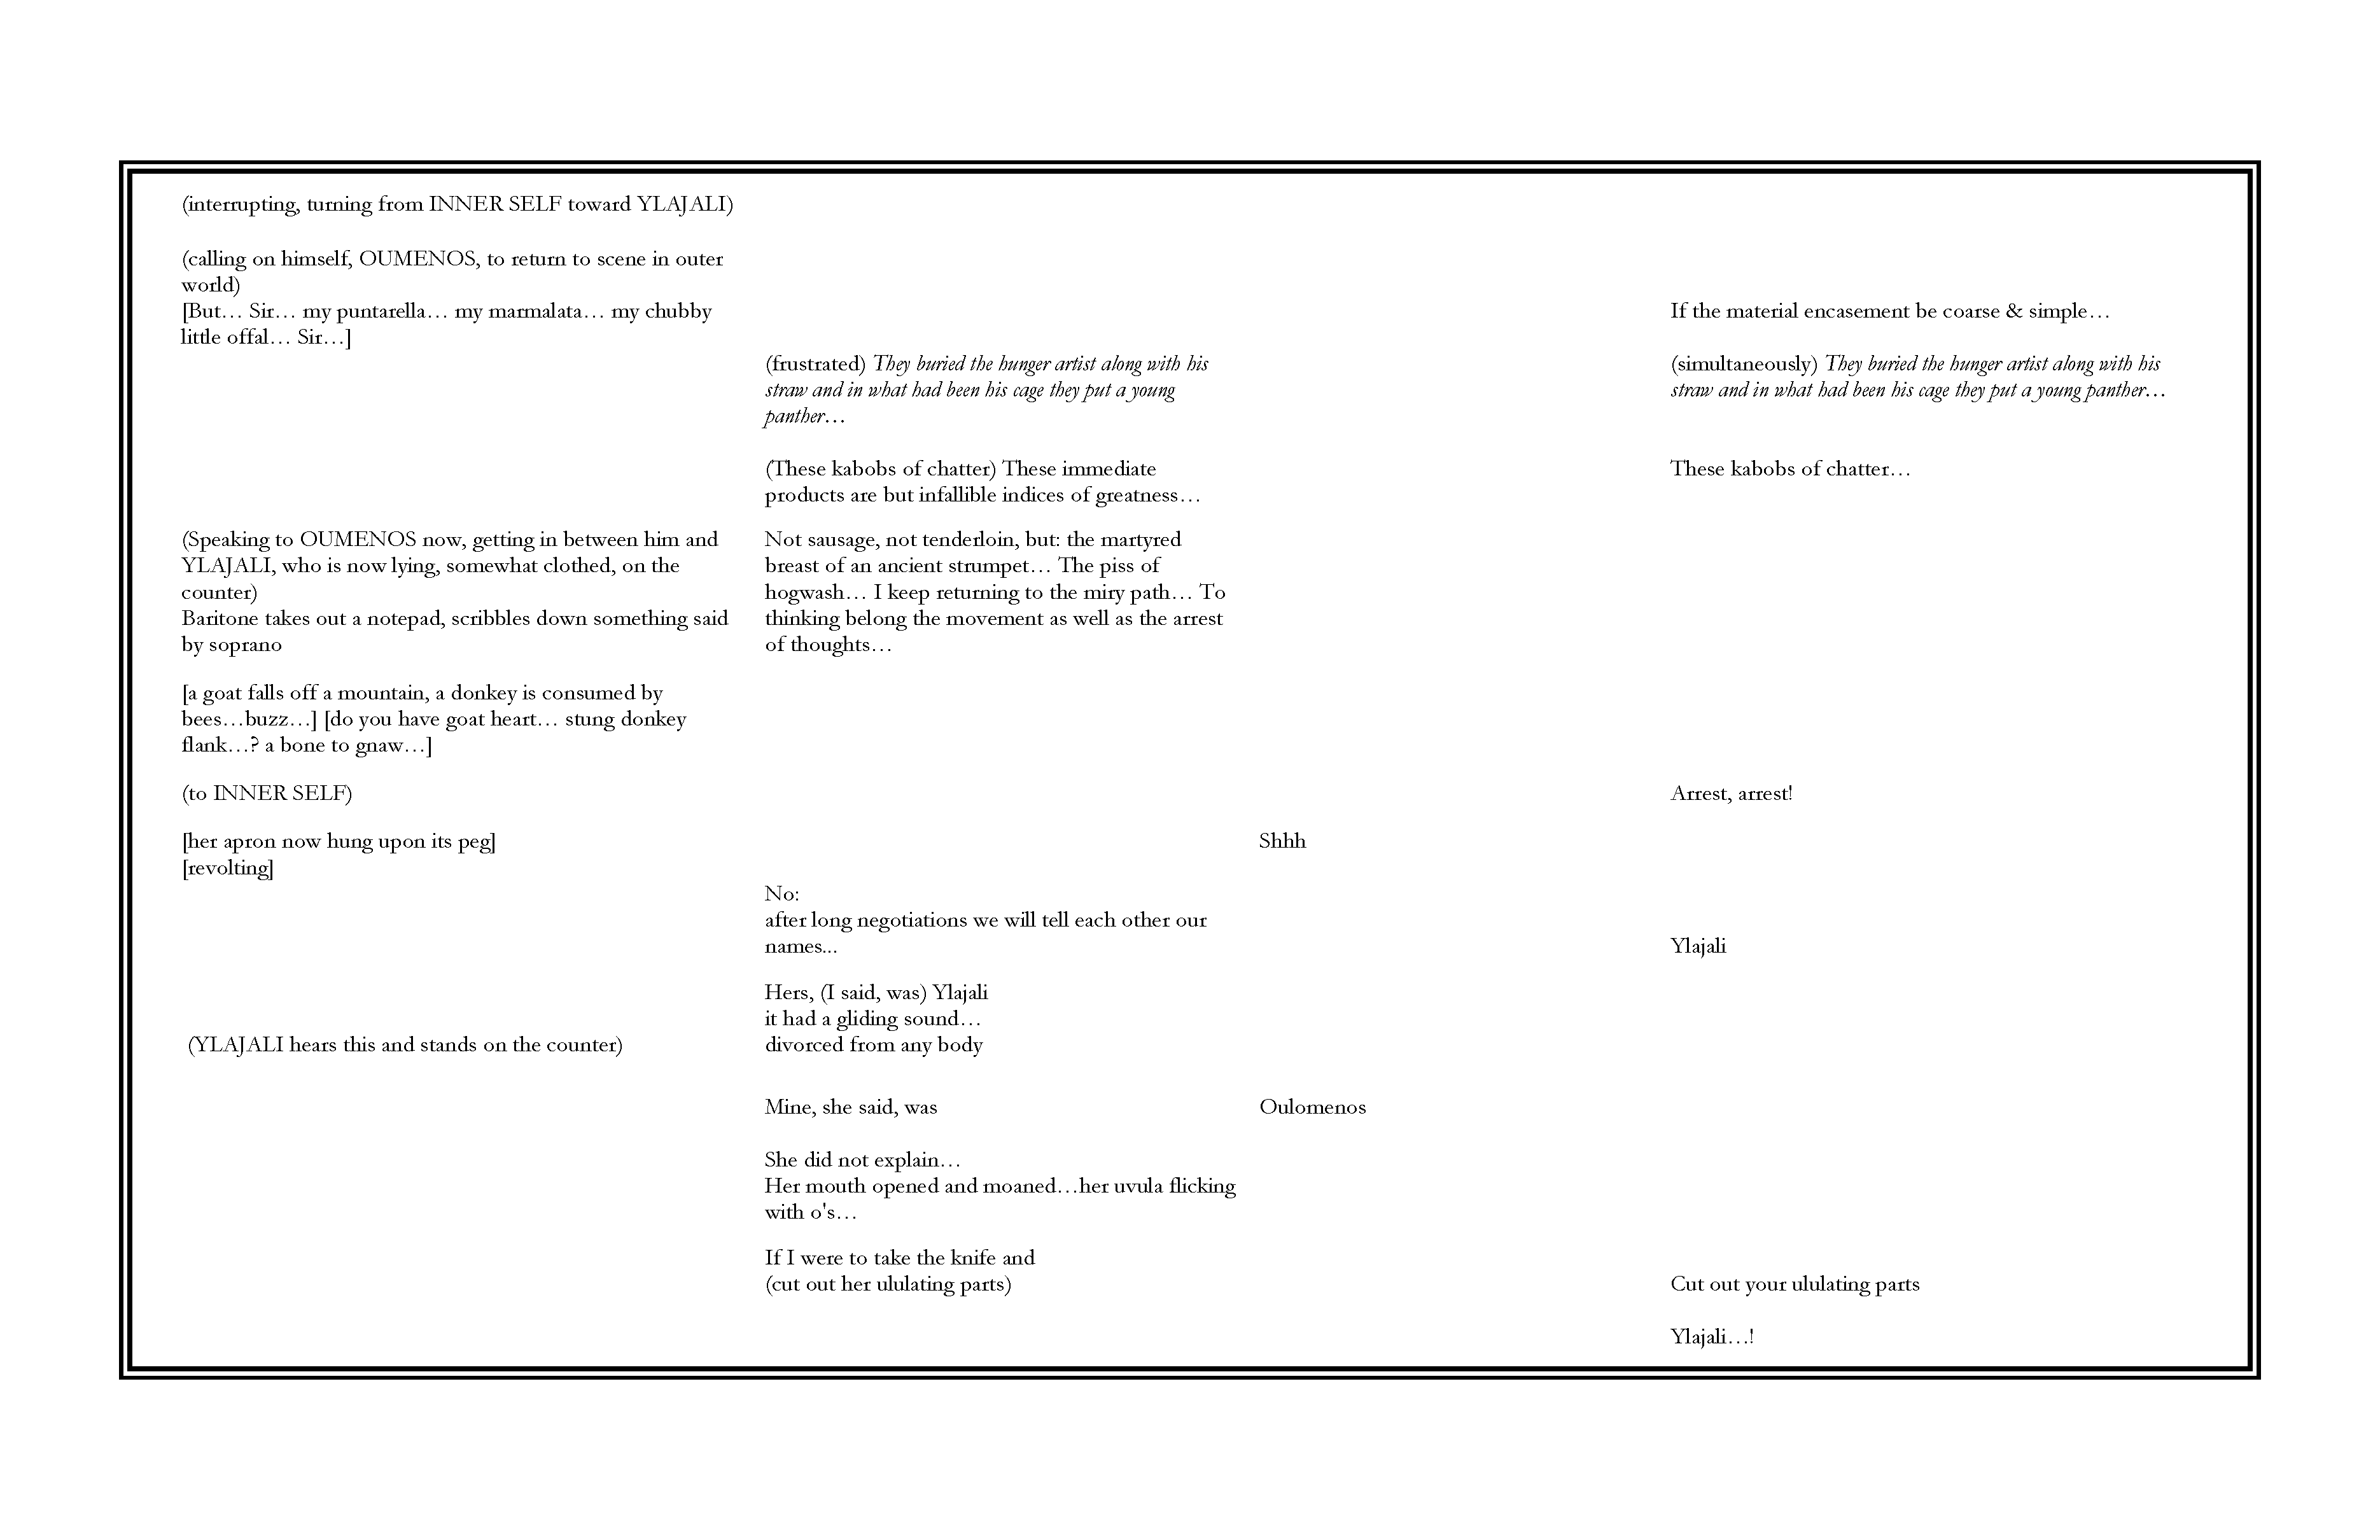 (interrupting, turning from INNER SELF toward YLAJALI)
(calling on himself, OUMENOS, to return to scene in outer
world)
[But… Sir… my puntarella… my marmalata… my chubby
little offal… Sir…]
If the material encasement be coarse & simple…
(frustrated) They buried the hunger artist along with his
straw and in what had been his cage they put a young
panther…
(simultaneously) They buried the hunger artist along with his
straw and in what had been his cage they put a young panther…
(These kabobs of chatter) These immediate
products are but infallible indices of greatness…
These kabobs of chatter…
(Speaking to OUMENOS now, getting in between him and
YLAJALI, who is now lying, somewhat clothed, on the
counter)
Baritone takes out a notepad, scribbles down something said
by soprano
Not sausage, not tenderloin, but: the martyred
breast of an ancient strumpet… The piss of
hogwash… I keep returning to the miry path… To
thinking belong the movement as well as the arrest
of thoughts…
[a goat falls off a mountain, a donkey is consumed by
bees…buzz…] [do you have goat heart… stung donkey
flank…? a bone to gnaw…]
(to INNER SELF)
Arrest, arrest!
[her apron now hung upon its peg]
[revolting]
Shhh
No:
after long negotiations we will tell each other our
names...
Ylajali
Hers, (I said, was) Ylajali
it had a gliding sound…
divorced from any body
(YLAJALI hears this and stands on the counter)
Mine, she said, was
Oulomenos
She did not explain…
Her mouth opened and moaned…her uvula flicking
with o's…
If I were to take the knife and
(cut out her ululating parts)
Cut out your ululating parts
Ylajali…!